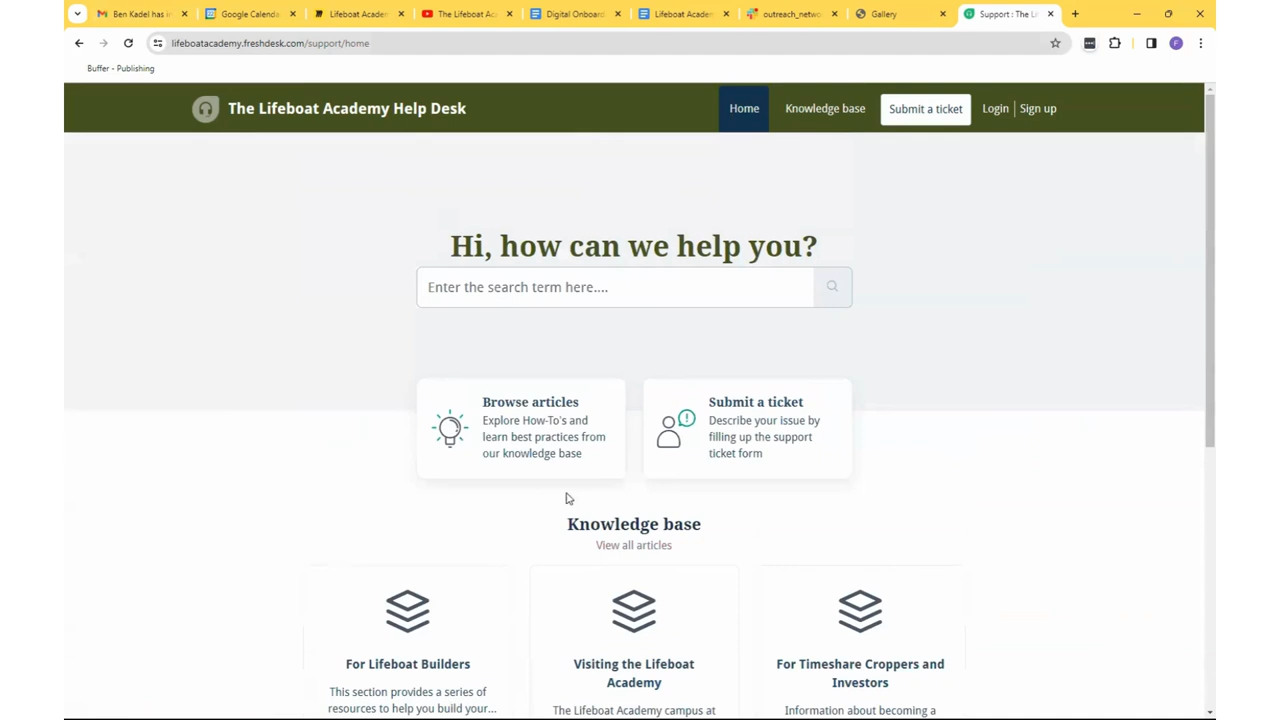 Ben Kadel has in
Google Calenda
Lifeboat Acader
The Lifeboat Ac
Digital Onboard
Lifeboat Acaden
outreach_netwo
Gallery
Support : The Li
lifeboatacademy.freshdesk.com/support/home
F
Buffer - Publishing
The Lifeboat Academy Help Desk
Home
Knowledge base
Submit a ticket
Login
Sign up
Hi, how can we help you?
Enter the search term here....
Browse articles
Explore How-To's and
learn best practices from
our knowledge base
Submit a ticket
Describe your issue by
filling up the support
ticket form
Knowledge base
View all articles
For Lifeboat Builders
This section provides a series of
resources to help you build your...
Visiting the Lifeboat
Academy
The Lifeboat Academy campus at
For Timeshare Croppers and
Investors
Information about becoming a